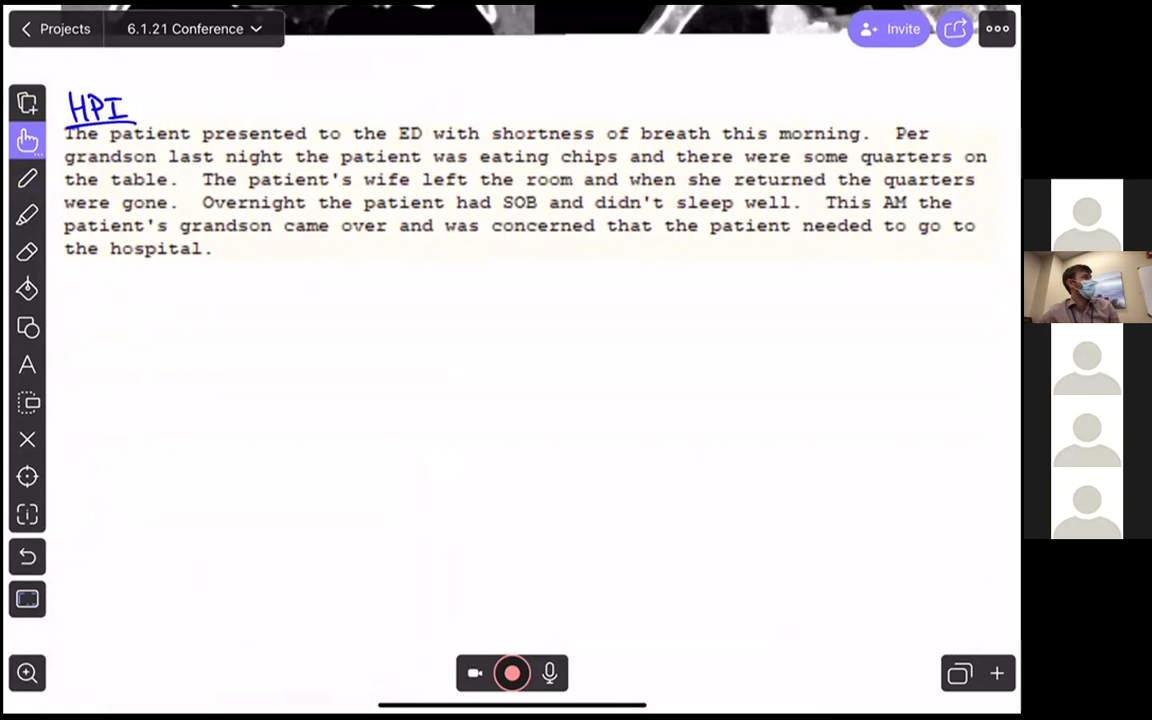 Projects
6.1.21 Conference
Invite
HPI
The patient presented to the ED with shortness of breath this morning. Per
grandson last night the patient was eating chips and there were some quarters on
the table. The patient's wife left the room and when she returned the quarters
were gone. Overnight the patient had SOB and didn't sleep well. This AM the
patient's grandson came over and was concerned that the patient needed to go to
the hospital.